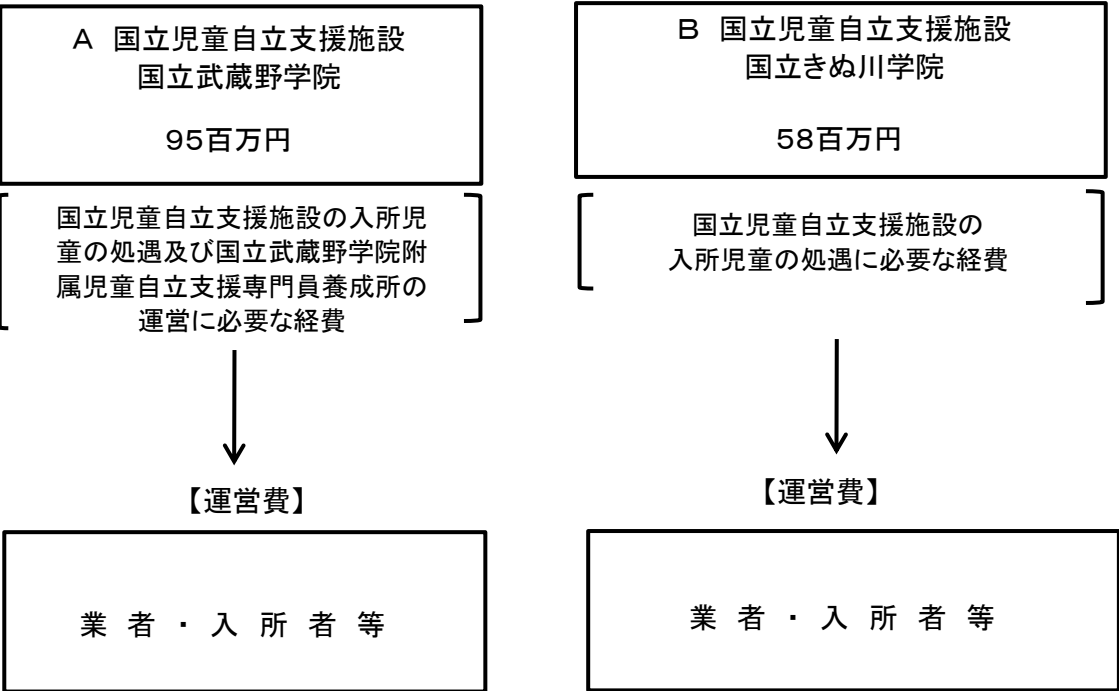 A 国立児童自立支援施設
国立武蔵野学院
95百万円
国立児童自立支援施設の入所児
童の処遇及び国立武蔵野学院附
属児童自立支援専門員養成所の
運営に必要な経費
【運営費】
業者・入所者等
B 国立児童自立支援施設
国立きぬ川学院
58百万円
国立児童自立支援施設の
入所児童の処遇に必要な経費
【運営費】
業者・入所者等